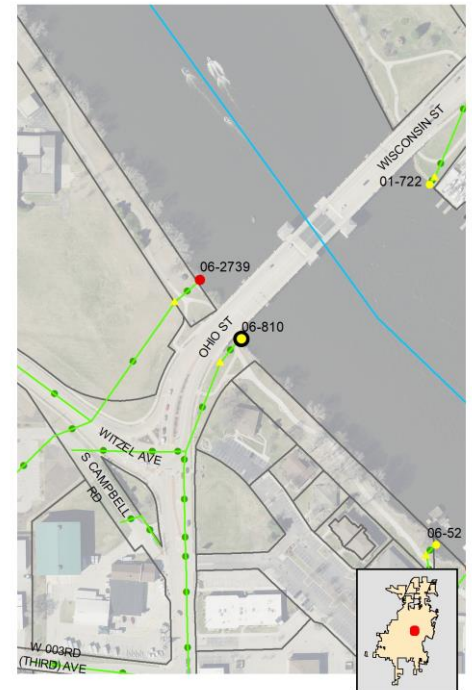 WISCONSIN ST
01-722
06-2739
OHIO ST
06-810
WITZEL AVE
S CAMPBELL
RD
06-52
W 003RD
(THIRD) AVE